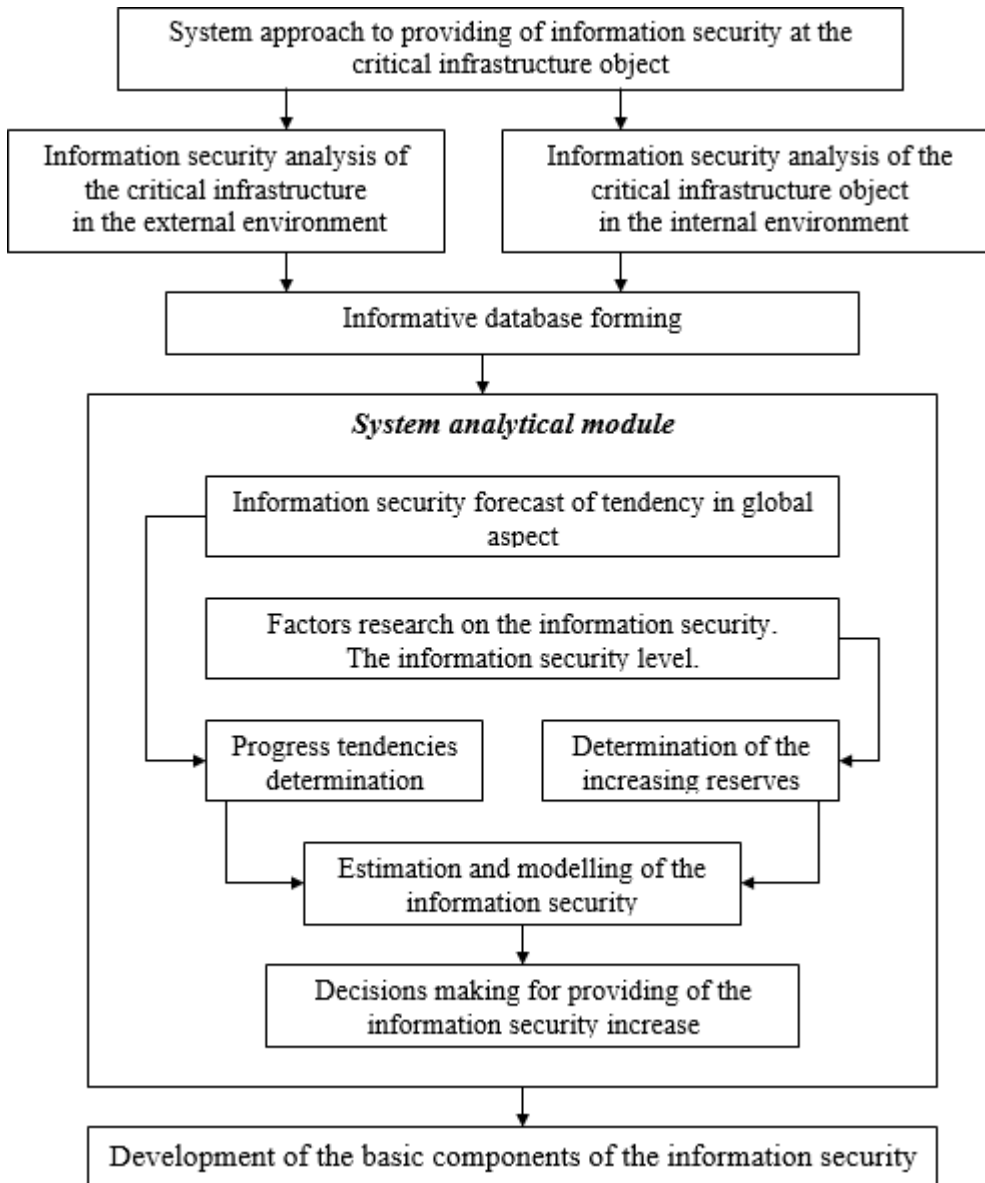 System approach to providing of information security at the
critical infrastructure object
Information security analysis of
the critical infrastructure
in the external environment
Information security analysis of the
critical infrastructure object
in the internal environment
Informative database forming
System analytical module
Information security forecast of tendency in global
aspect
Factors research on the information security.
The information security level.
Progress tendencies
determination
Determination of the
increasing reserves
Estimation and modelling of the
information security
Decisions making for providing of the
information security increase
Development of the basic components of the information security